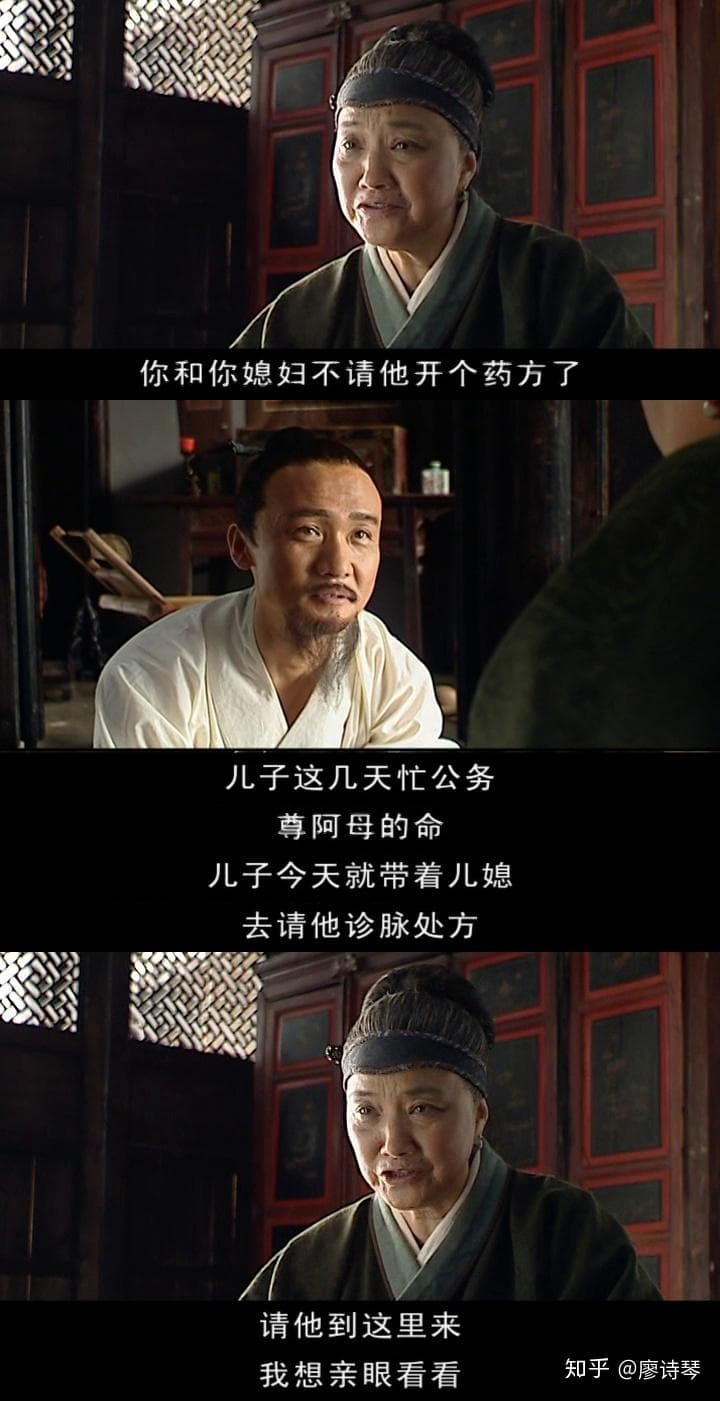 你和你媳妇不请他开个药方了
儿子这几天忙公务
尊阿母的命
儿子今天就带着儿媳
去请他诊脉处方
请他到这里来
我想亲眼看看
知乎 @廖诗琴